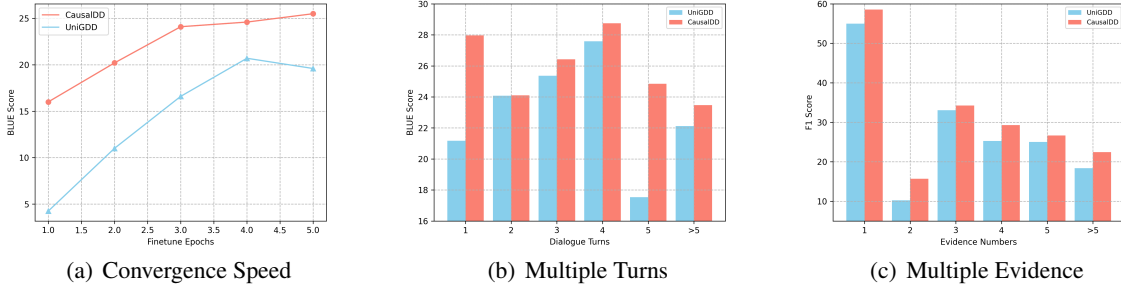 CausalDD
UniGDD
25
20
15
10
5
BLUE Score
1.0 1.5 2.0 2.5 3.0 3.5 4.0 4.5 5.0
Finetune Epochs
(a) Convergence Speed
UniGDD
CausalDD
30
28
26
24
22
20
18
16
BLUE Score
1 2 3 4 5 >5
Dialogue Turns
(b) Multiple Turns
UniGDD
CausalDD
60
50
40
30
20
10
F1 Score
1 2 3 4 5 >5
Evidence Numbers
(c) Multiple Evidence